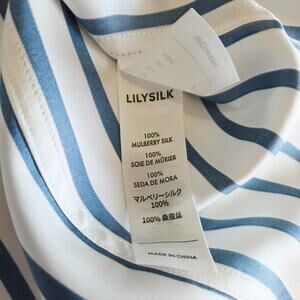 LILYSILK
100%
MULBERRY SILK
100%
SOIE DE MÛRIER
100%
SEDA DE MORA
マルベリーシルク
100%
100% 桑蚕丝
MADE IN CHINA